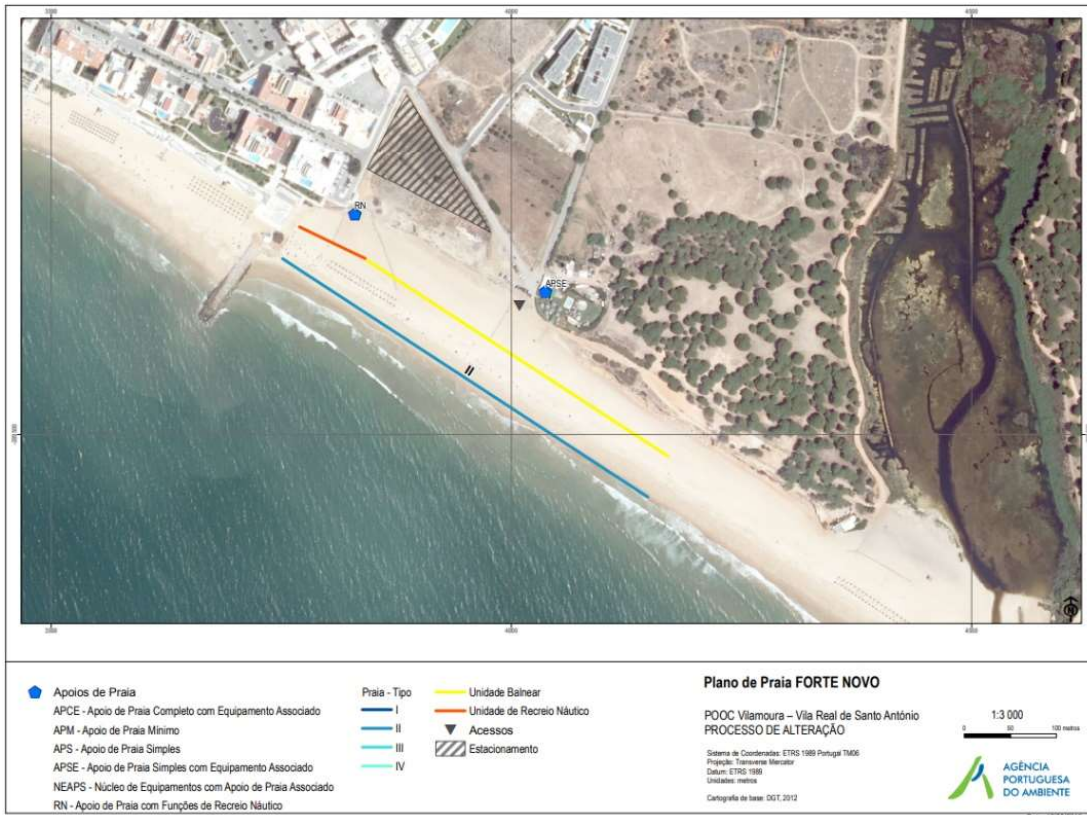 RN
APSE
II
Apoios de Praia
APCE - Apoio de Praia Completo com Equipamento Associado
APM - Apoio de Praia Mínimo
APS - Apoio de Praia Simples
APSE - Apoio de Praia Simples com Equipamento Associado
NEAPS - Núcleo de Equipamentos com Apoio de Praia Associado
RN - Apoio de Praia com Funções de Recreio Náutico
Praia - Tipo
I
II
III
IV
Unidade Balnear
Unidade de Recreio Náutico
Acessos
Estacionamento
Plano de Praia FORTE NOVO
POOC Vilamoura – Vila Real de Santo António
PROCESSO DE ALTERAÇÃO
Sistema de Coordenadas: ETRS 1989 Portugal TM06
Projeção: Transverse Mercator
Datum: ETRS 1989
Unidades: metros
Cartografia de base: DGT, 2012
1:3 000
0 50 100 metros
AGÊNCIA
PORTUGUESA
DO AMBIENTE
N